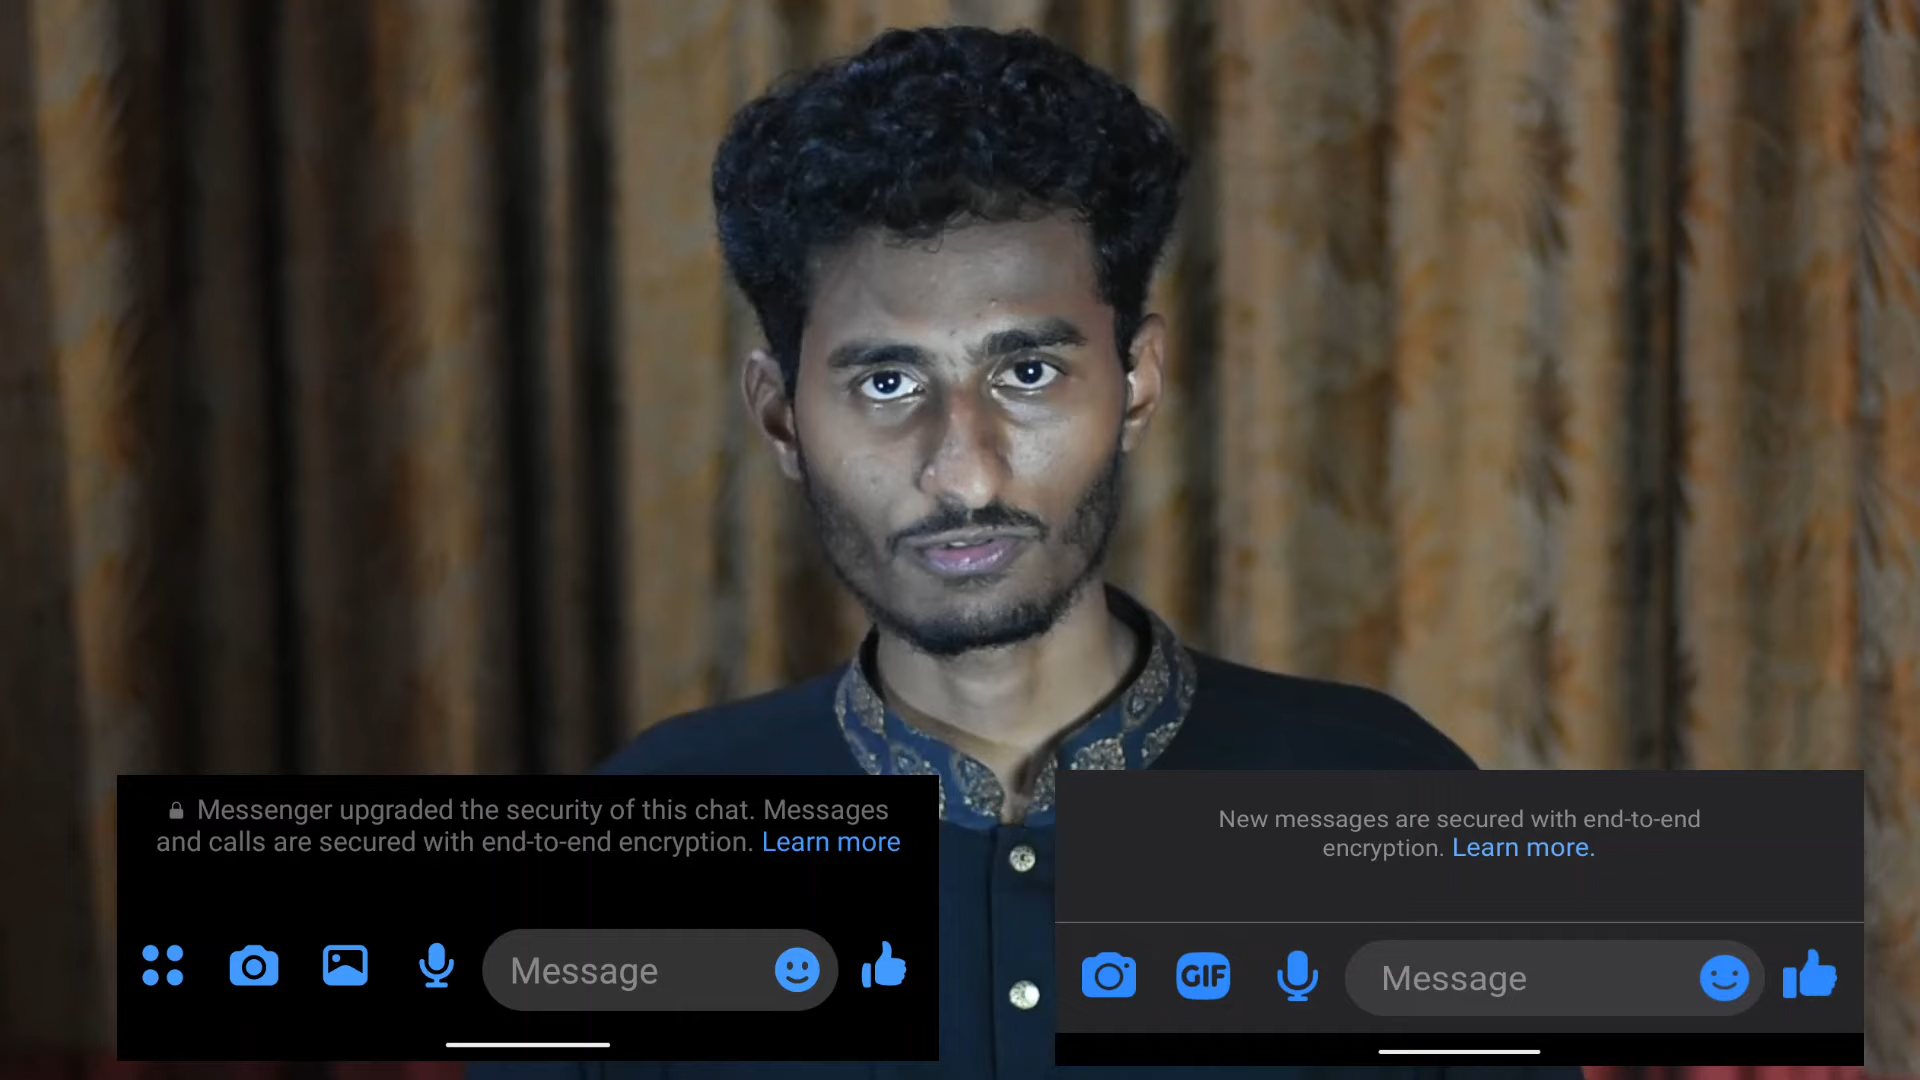 Messenger upgraded the security of this chat. Messages
and calls are secured with end-to-end encryption. Learn more
Message
New messages are secured with end-to-end
encryption. Learn more.
GIF
Message